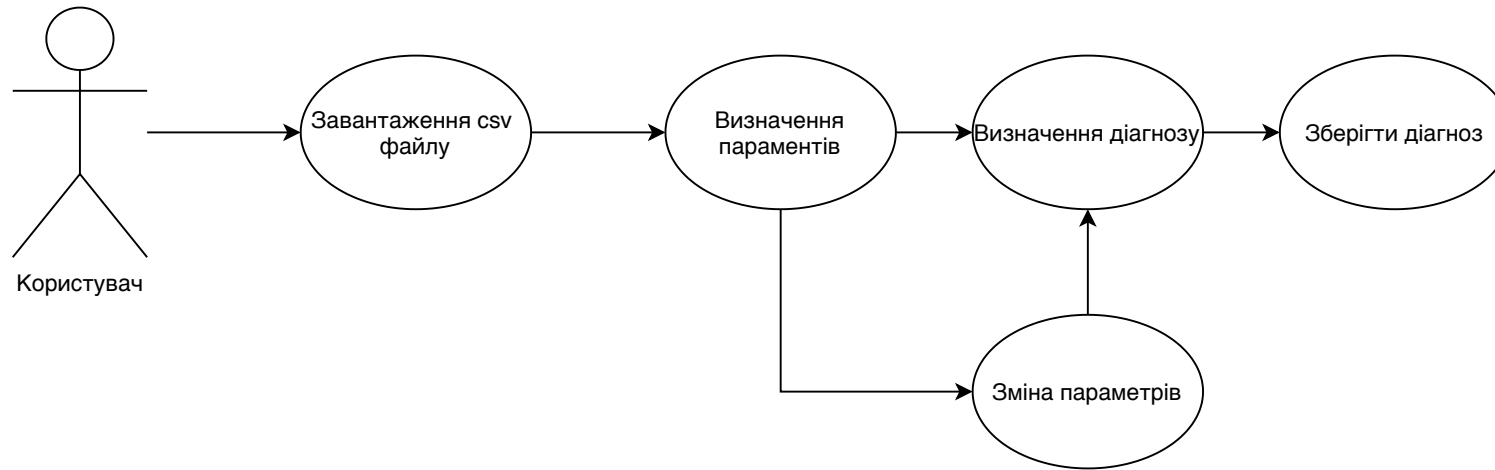 Завантаження csv
файлу
Визначення
параментів
Визначення діагнозу
Зберігти діагноз
Користувач
Зміна параметрів